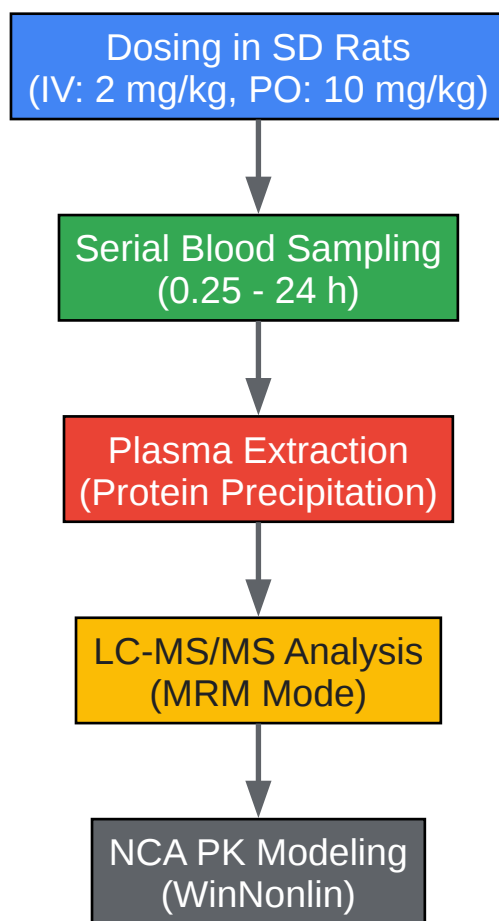 Dosing in SD Rats
(IV: 2 mg/kg, PO: 10 mg/kg)
Serial Blood Sampling
(0.25 - 24 h)
Plasma Extraction
(Protein Precipitation)
LC-MS/MS Analysis
(MRM Mode)
NCA PK Modeling
(WinNonlin)